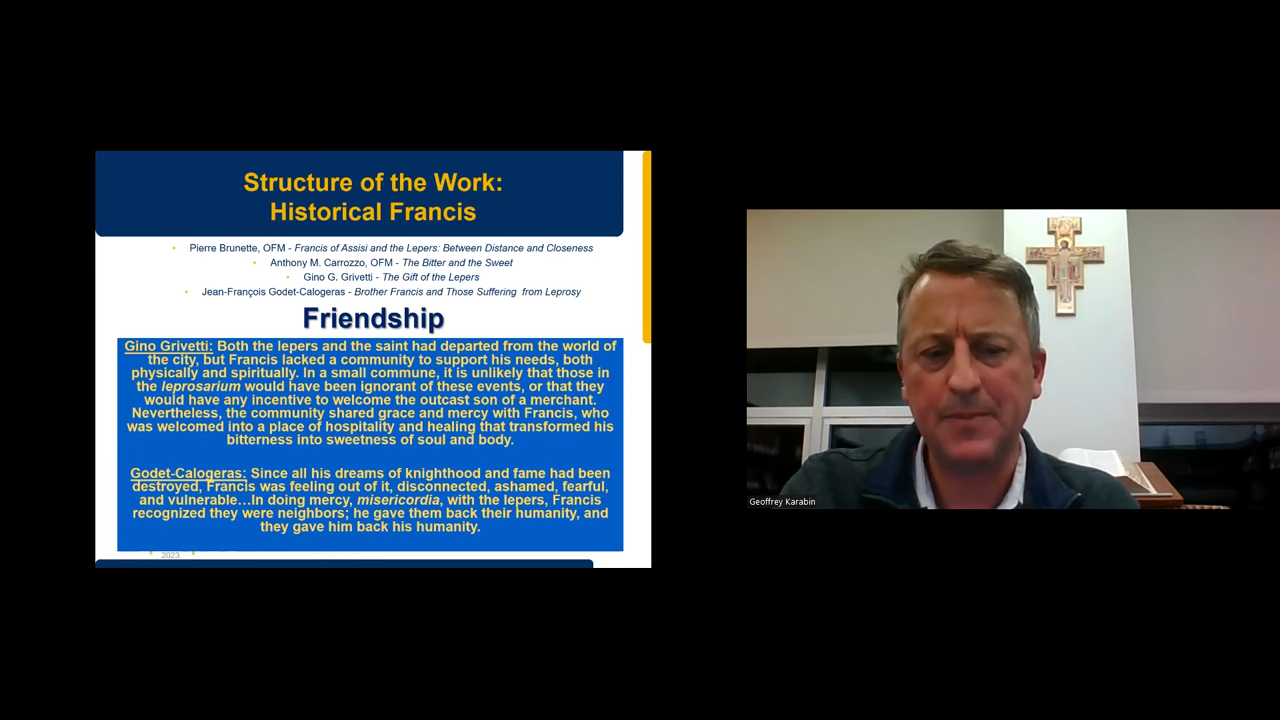 Structure of the Work:
Historical Francis
• Pierre Brunette, OFM - Francis of Assisi and the Lepers: Between Distance and Closeness
• Anthony M. Carrozzo, OFM - The Bitter and the Sweet
• Gino G. Grivetti - The Gift of the Lepers
• Jean-François Godet-Calogeras - Brother Francis and Those Suffering from Leprosy
Friendship
Gino Grivetti: Both the lepers and the saint had departed from the world of
the city, but Francis lacked a community to support his needs, both
physically and spiritually. In a small commune, it is unlikely that those in
the leprosarium would have been ignorant of these events, or that they
would have any incentive to welcome the outcast son of a merchant.
Nevertheless, the community shared grace and mercy with Francis, who
was welcomed into a place of hospitality and healing that transformed his
bitterness into sweetness of soul and body.
Godet-Calogeras: Since all his dreams of knighthood and fame had been
destroyed, Francis was feeling out of it, disconnected, ashamed, fearful,
and vulnerable…In doing mercy, misericordia, with the lepers, Francis
recognized they were neighbors; he gave them back their humanity, and
they gave him back his humanity.
2023
Geoffrey Karabin